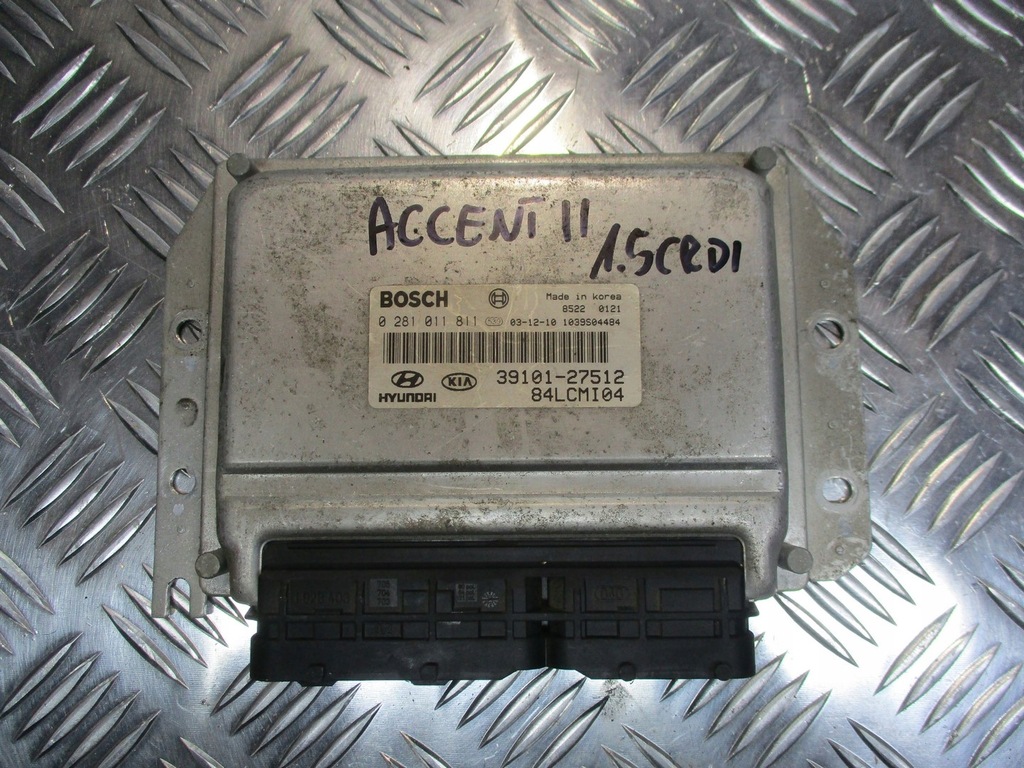 ACCENT II
1.5CRDI
BOSCH Made in korea
8522 0121
0 281 011 811 03-12-10 1039S04484
HYUNDAI KIA 39101-27512
84LCMI04